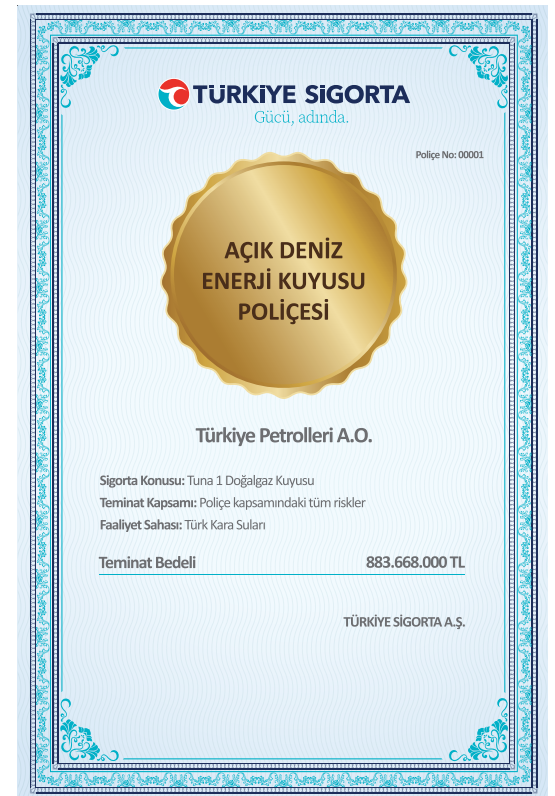 TÜRKİYE SİGORTA
Gücü, adında.
Poliçe No: 00001
AÇIK DENİZ
ENERJİ KUYUSU
POLİÇESİ
Türkiye Petrolleri A.O.
Sigorta Konusu: Tuna 1 Doğalgaz Kuyusu
Teminat Kapsamı: Poliçe kapsamındaki tüm riskler
Faaliyet Sahası: Türk Kara Suları
Teminat Bedeli 883.668.000 TL
TÜRKİYE SİGORTA A.Ş.